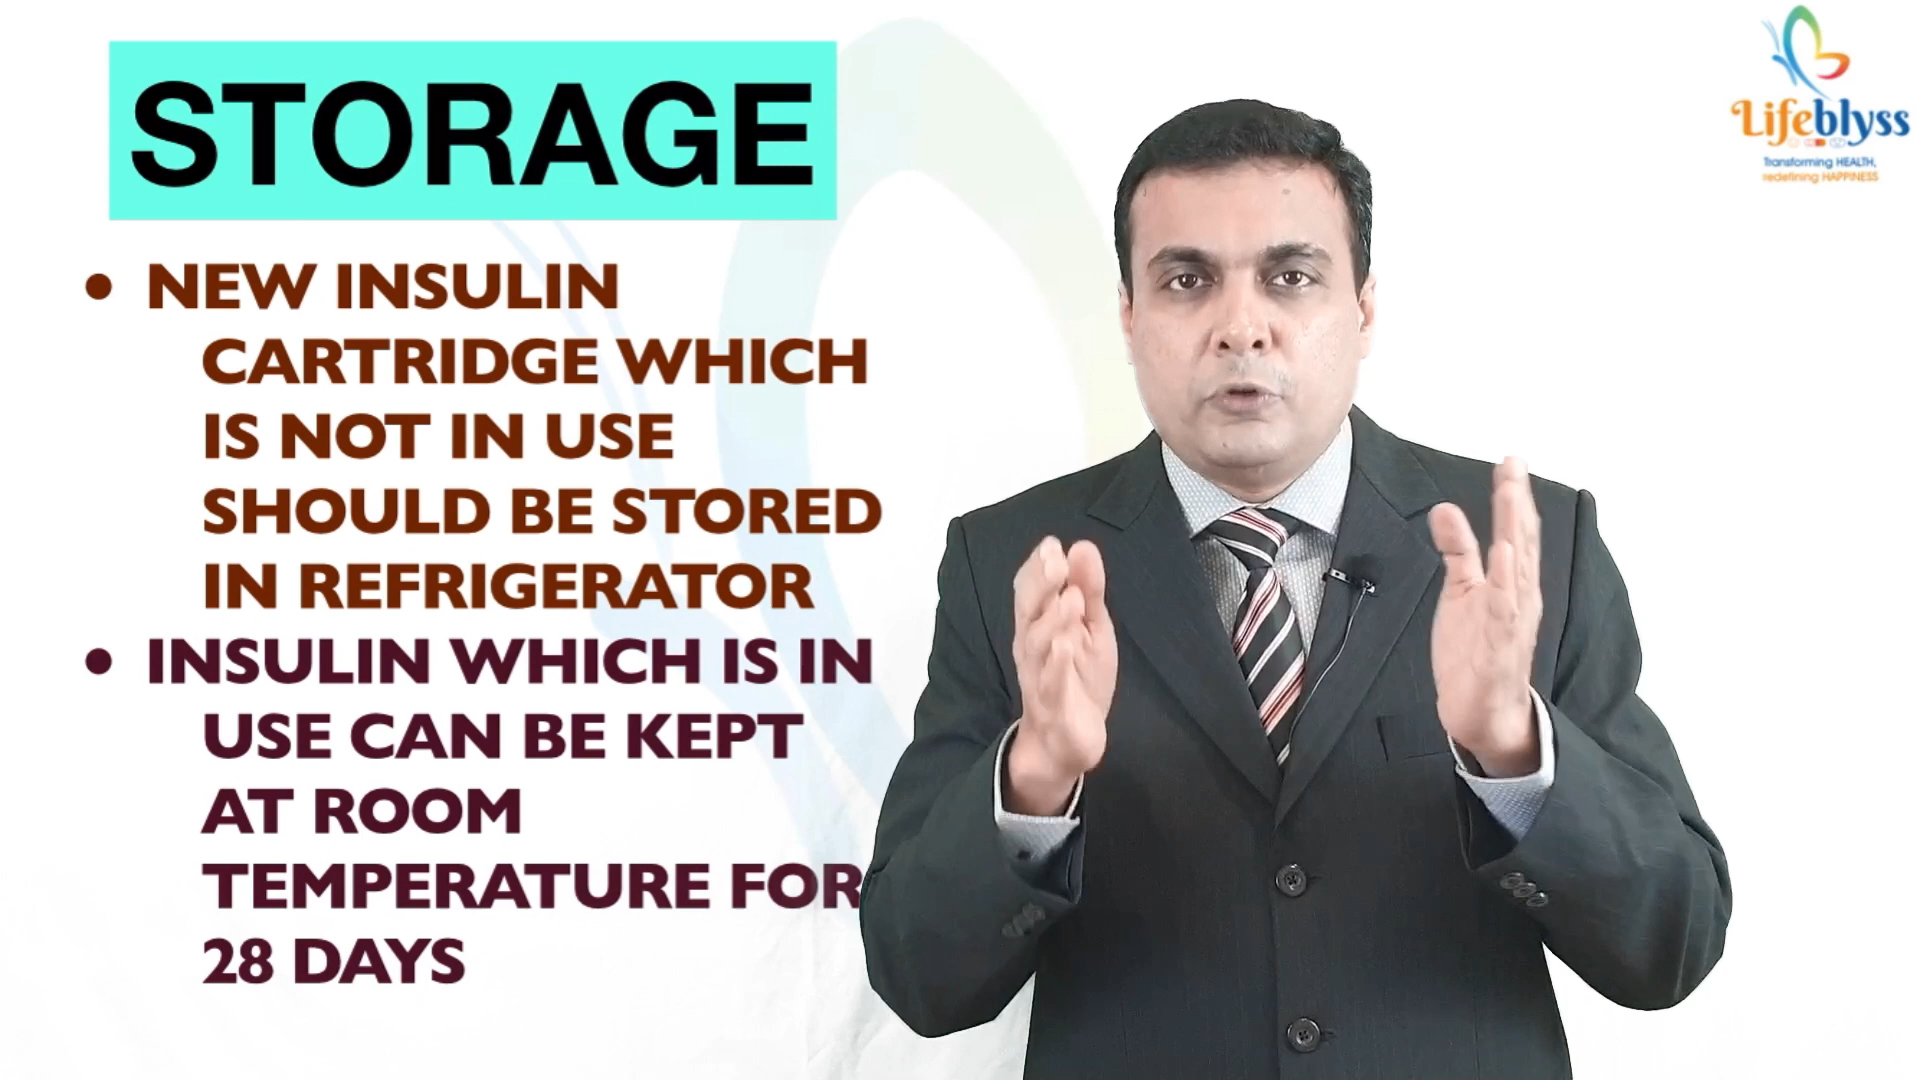 STORAGE
• NEW INSULIN
CARTRIDGE WHICH
IS NOT IN USE
SHOULD BE STORED
IN REFRIGERATOR
• INSULIN WHICH IS IN
USE CAN BE KEPT
AT ROOM
TEMPERATURE FOR
28 DAYS
Lifeblyss
Transforming HEALTH,
redefining HAPPINESS